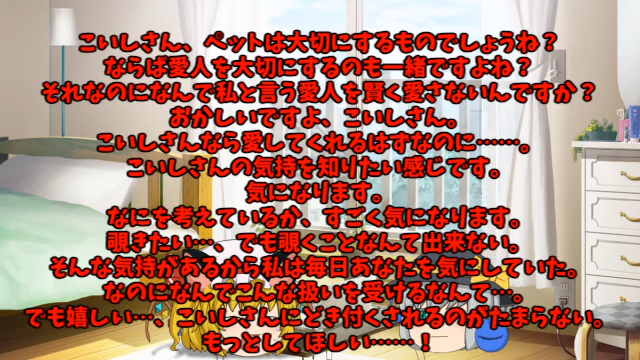 こいしさん、ペットは大切にするものでしょうね？
ならば愛人を大切にするのも一緒ですよね？
それなのになんで私と言う愛人を賢く愛さないんですか？
おかしいですよ、こいしさん。
こいしさんなら愛してくれるはずなのに……。
こいしさんの気持を知りたい感じです。
気になります。
なにを考えているか、すごく気になります。
覗きたい…、でも覗くことなんて出来ない。
そんな気持があるから私は毎日あなたを気にしていた。
なのになんでこんな扱いを受けるなんて…。
でも嬉しい…、こいしさんにどき付くされるのがたまらない。
もっとしてほしい……！